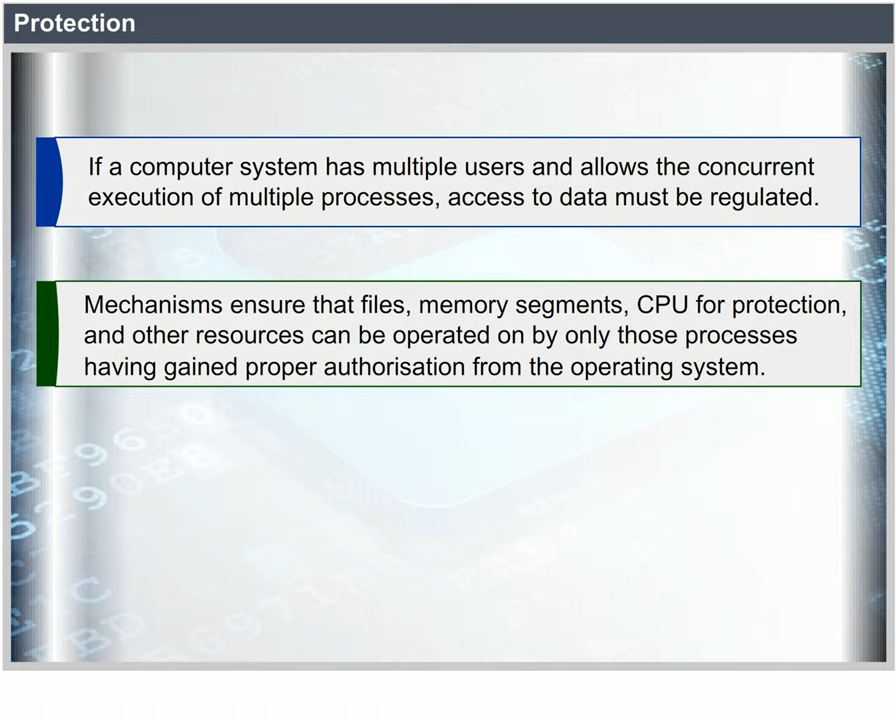 Protection
If a computer system has multiple users and allows the concurrent
execution of multiple processes, access to data must be regulated.
Mechanisms ensure that files, memory segments, CPU for protection,
and other resources can be operated on by only those processes
having gained proper authorisation from the operating system.